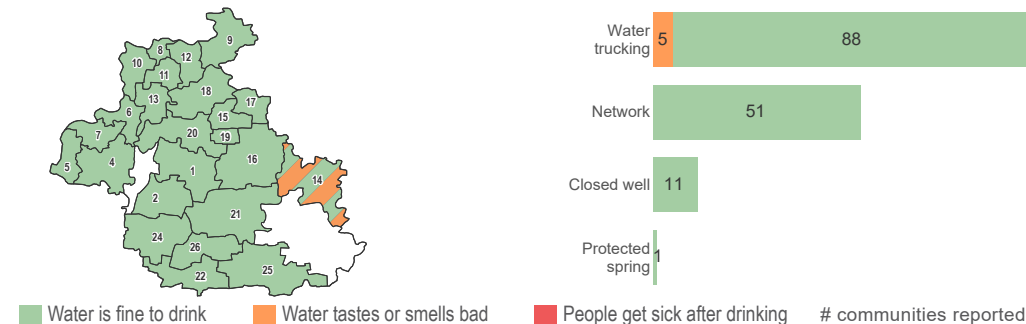 9
8
12
10
11
18
13
17
6
15
7
20
19
4
16
5
1
14
2
21
24
26
22
25
Water
trucking
5
88
Network
51
Closed well
11
Protected
spring
1
Water is fine to drink
Water tastes or smells bad
People get sick after drinking
# communities reported